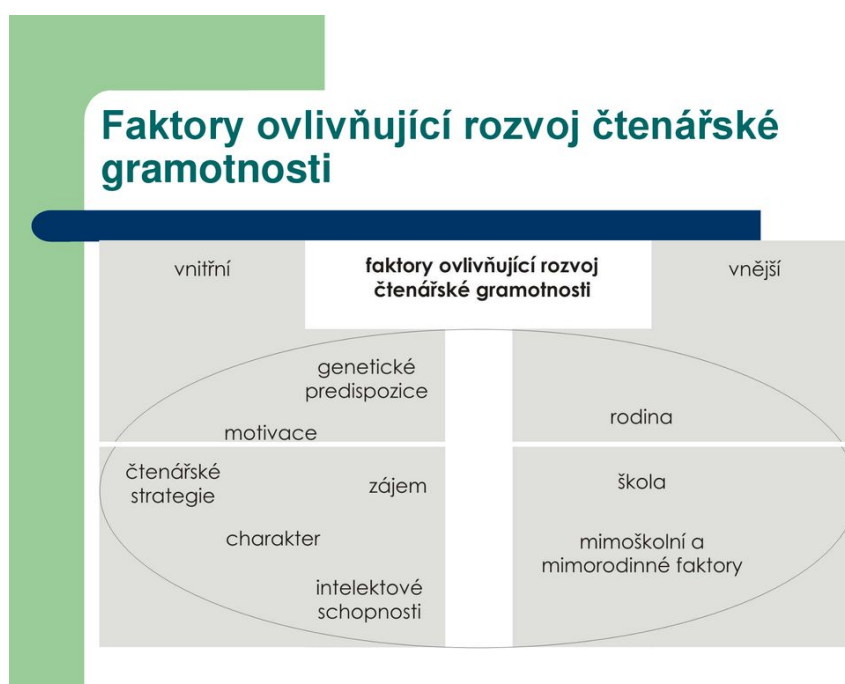 Faktory ovlivňující rozvoj čtenářské
gramotnosti
vnitřní
faktory ovlivňující rozvoj
čtenářské gramotnosti
vnější
genetické
predispozice
motivace
čtenářské
strategie
zájem
charakter
intelektové
schopnosti
rodina
škola
mimoškolní a
mimorodinné faktory